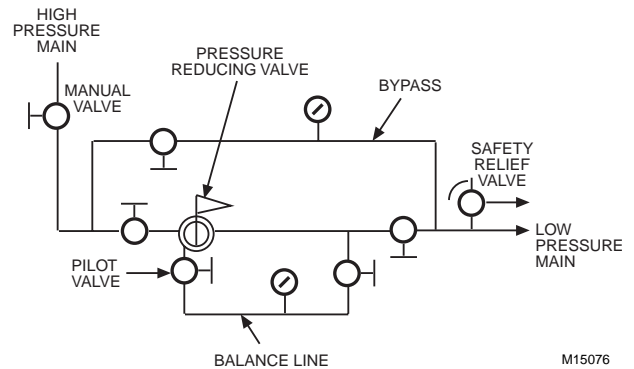 HIGH
PRESSURE
MAIN
MANUAL
VALVE
PRESSURE
REDUCING VALVE
BYPASS
SAFETY
RELIEF
VALVE
LOW
PRESSURE
MAIN
PILOT
VALVE
BALANCE LINE
M15076